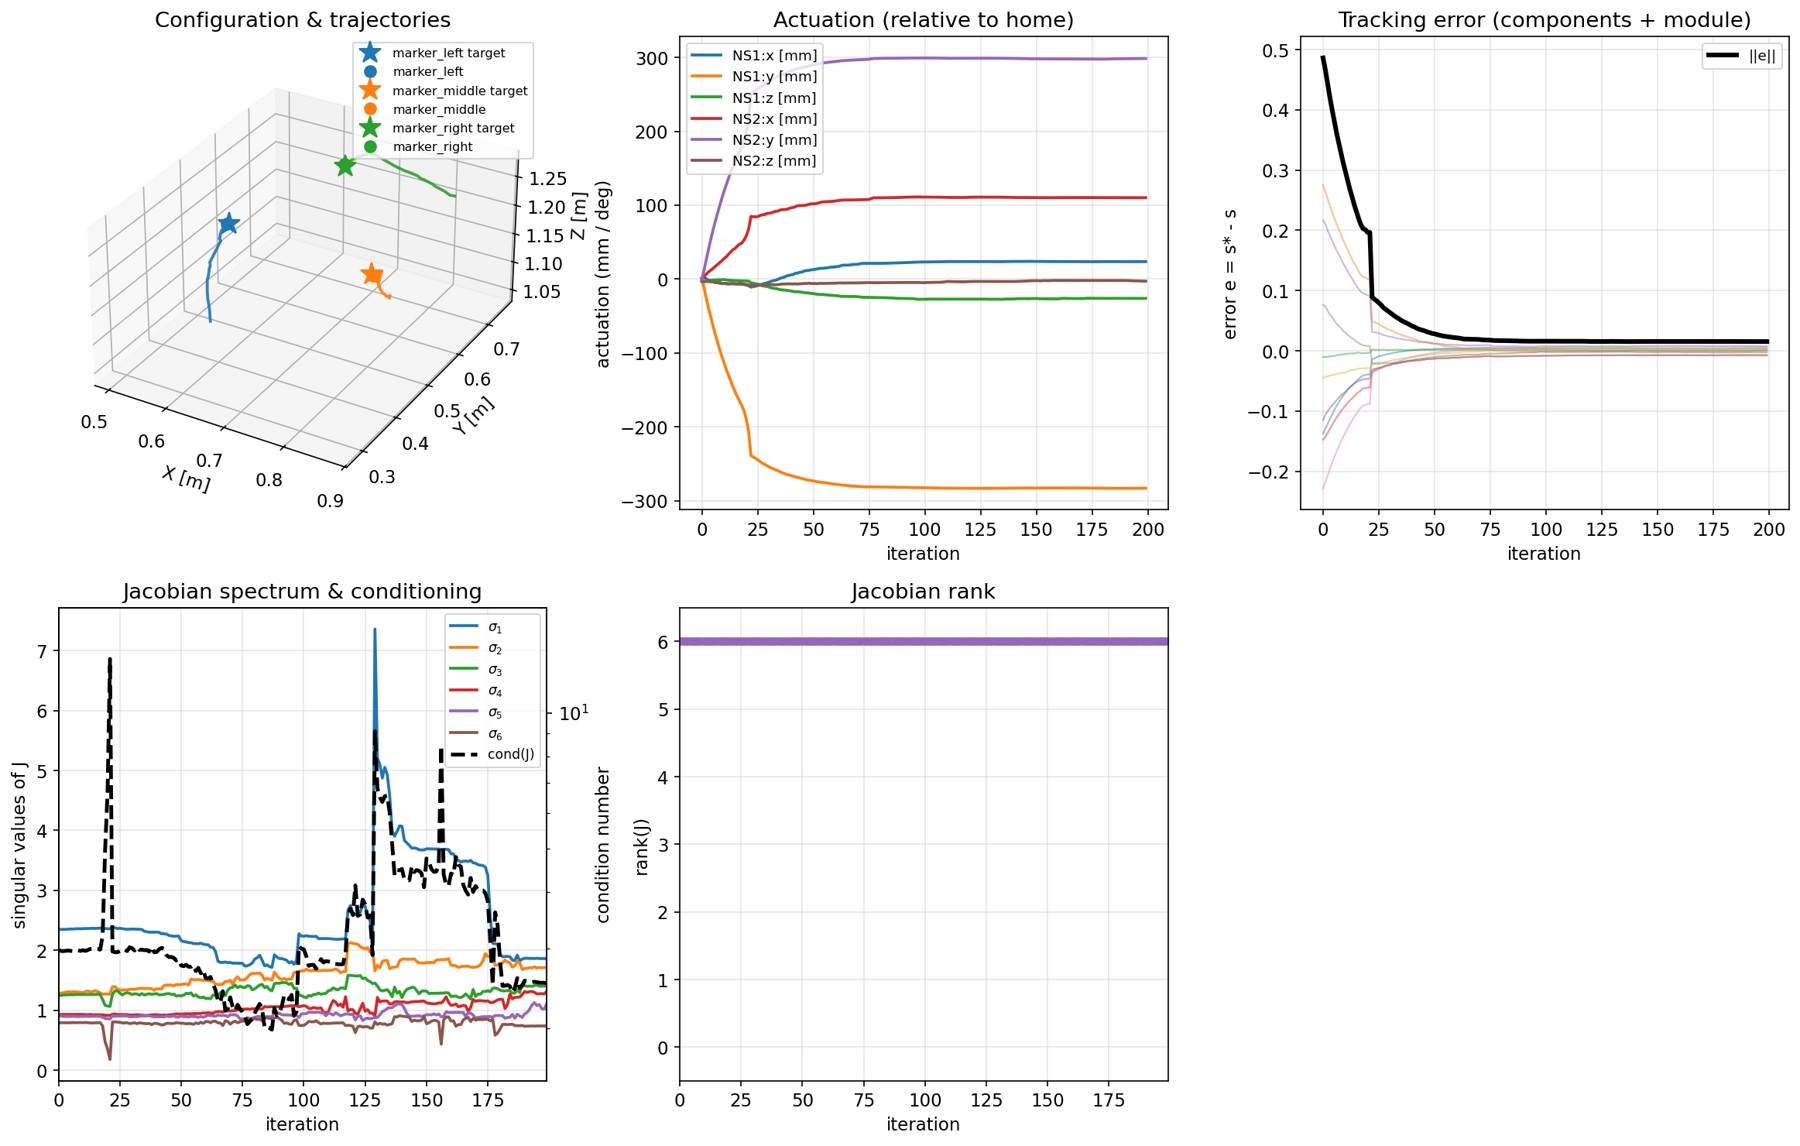 Configuration & trajectories
marker_left target
marker_left
marker_middle target
marker_middle
marker_right target
marker_right
1.25
1.20
1.15
1.10
1.05
Z [m]
0.7
0.6
0.5
0.4
0.3
Y [m]
0.5
0.6
0.7
0.8
0.9
X [m]
Actuation (relative to home)
NS1:x [mm]
NS1:y [mm]
NS1:z [mm]
NS2:x [mm]
NS2:y [mm]
NS2:z [mm]
300
200
100
0
−100
−200
−300
actuation (mm / deg)
0 25 50 75 100 125 150 175 200
iteration
Tracking error (components + module)
||e||
0.5
0.4
0.3
0.2
0.1
0.0
−0.1
−0.2
error e = s* - s
0 25 50 75 100 125 150 175 200
iteration
Jacobian spectrum & conditioning
σ1
σ2
σ3
σ4
σ5
σ6
cond(J)
7
6
5
4
3
2
1
0
singular values of J
10^1
condition number
0 25 50 75 100 125 150 175
iteration
Jacobian rank
6
5
4
3
2
1
0
rank(J)
0 25 50 75 100 125 150 175
iteration